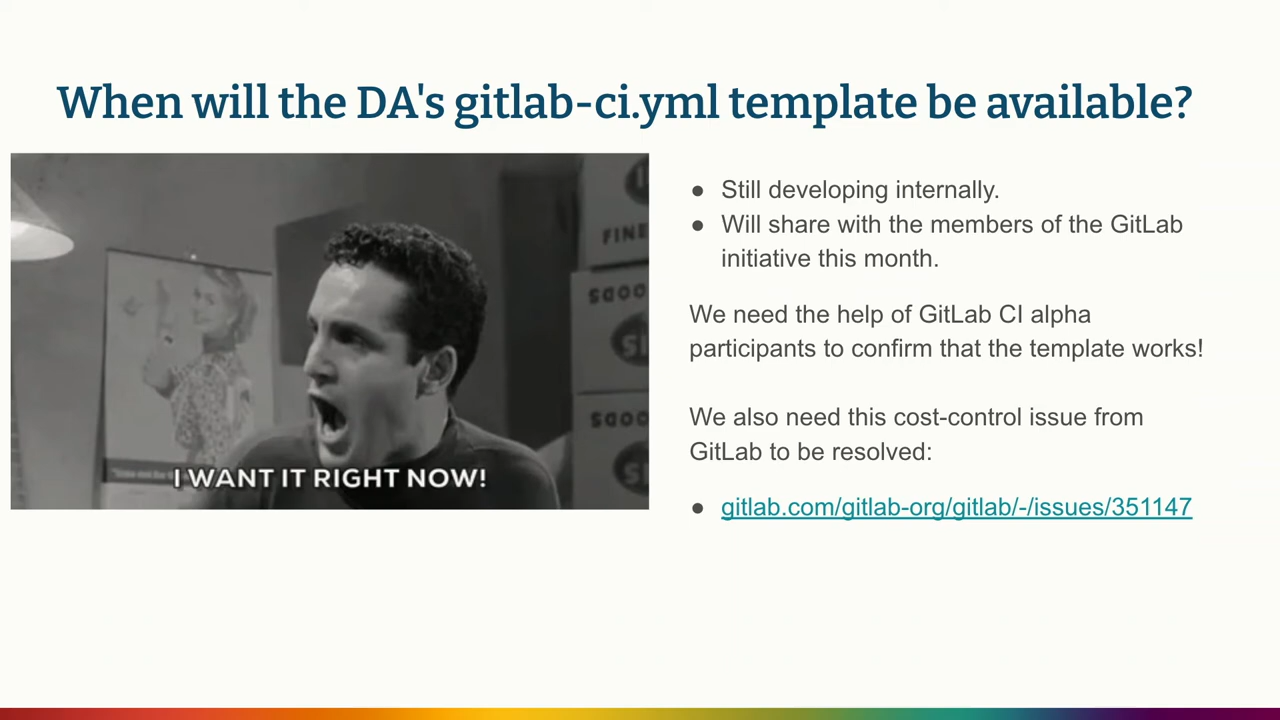 When will the DA's gitlab-ci.yml template be available?
FINE
I WANT IT RIGHT NOW!
● Still developing internally.
● Will share with the members of the GitLab
initiative this month.
We need the help of GitLab CI alpha
participants to confirm that the template works!
We also need this cost-control issue from
GitLab to be resolved:
● gitlab.com/gitlab-org/gitlab/-/issues/351147